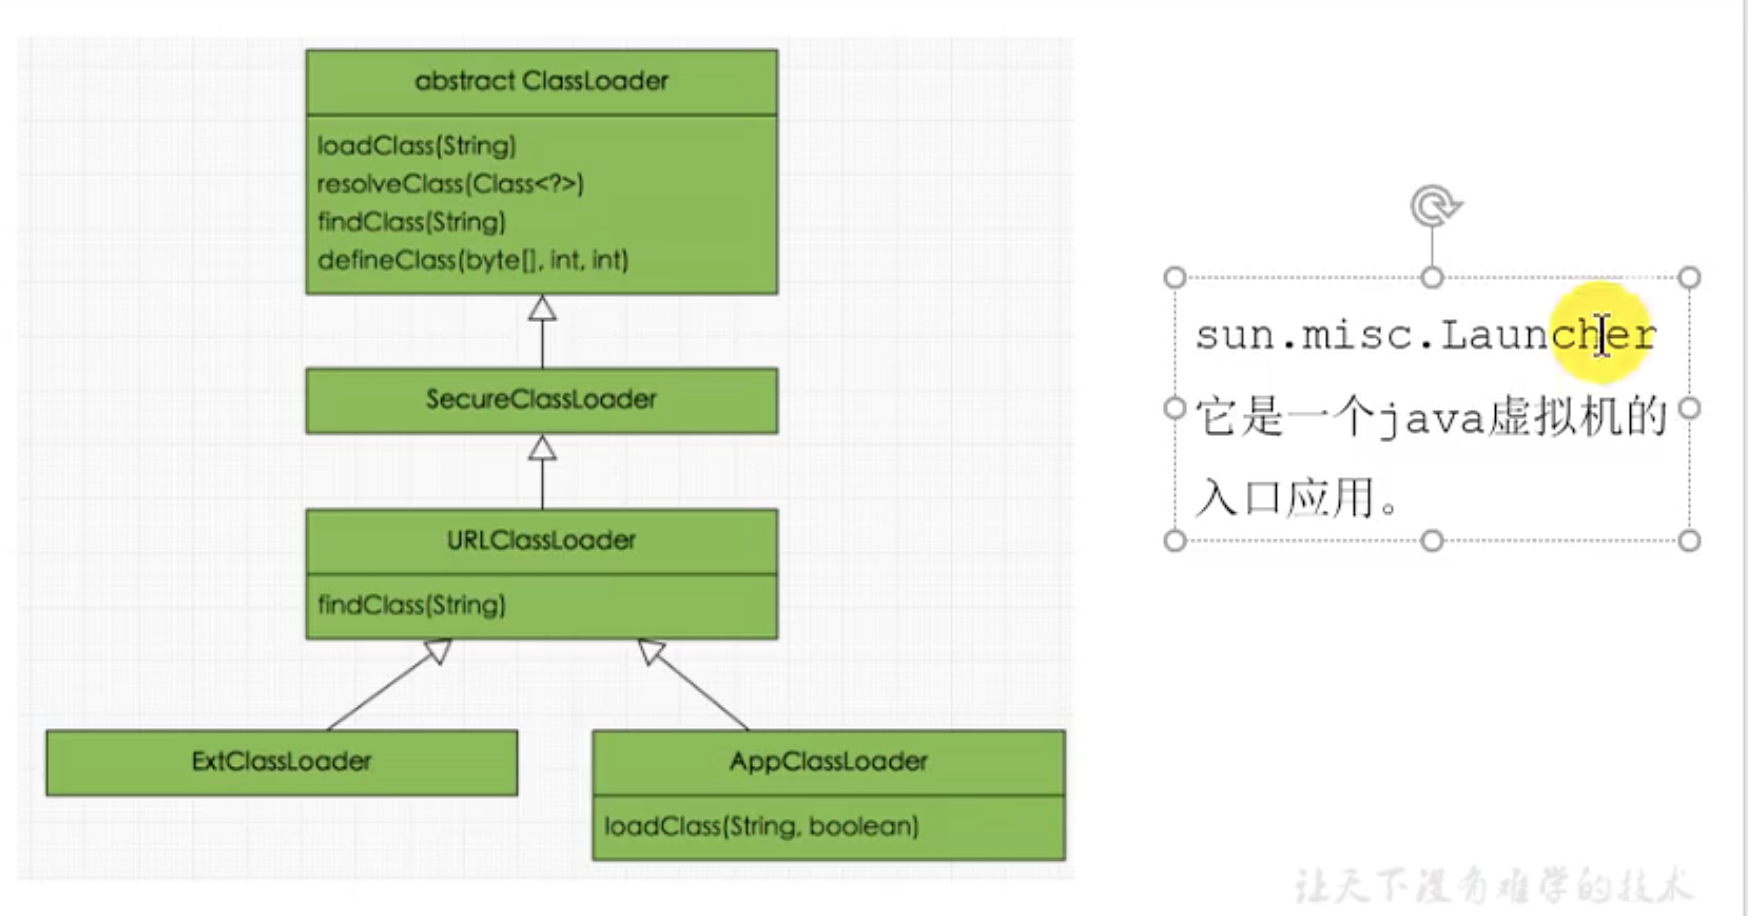 abstract ClassLoader
loadClass(String)
resolveClass(Class<?>)
findClass(String)
defineClass(byte[], int, int)
SecureClassLoader
URLClassLoader
findClass(String)
ExtClassLoader
AppClassLoader
loadClass(String, boolean)
sun.misc.Launcher
它是一个java虚拟机的
入口应用。
让天下没有难学的技术